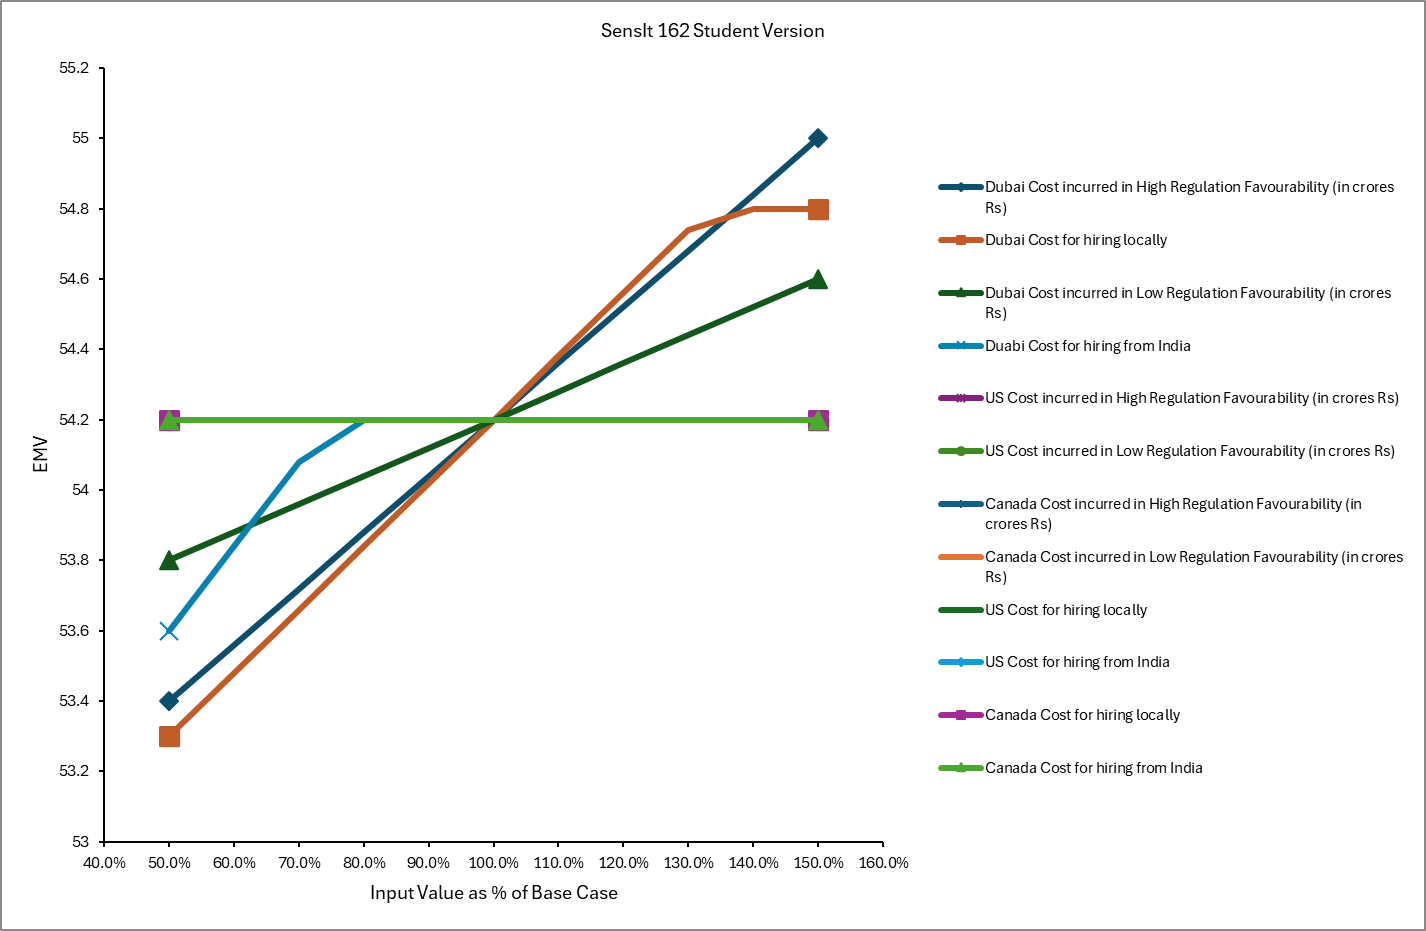 SensIt 162 Student Version
55.2
55
54.8
54.6
54.4
54.2
54
53.8
53.6
53.4
53.2
53
EMV
40.0% 50.0% 60.0% 70.0% 80.0% 90.0% 100.0% 110.0% 120.0% 130.0% 140.0% 150.0% 160.0%
Input Value as % of Base Case
Dubai Cost incurred in High Regulation Favourability (in crores
Rs)
Dubai Cost for hiring locally
Dubai Cost incurred in Low Regulation Favourability (in crores
Rs)
Duabi Cost for hiring from India
US Cost incurred in High Regulation Favourability (in crores Rs)
US Cost incurred in Low Regulation Favourability (in crores Rs)
Canada Cost incurred in High Regulation Favourability (in
crores Rs)
Canada Cost incurred in Low Regulation Favourability (in crores
Rs)
US Cost for hiring locally
US Cost for hiring from India
Canada Cost for hiring locally
Canada Cost for hiring from India